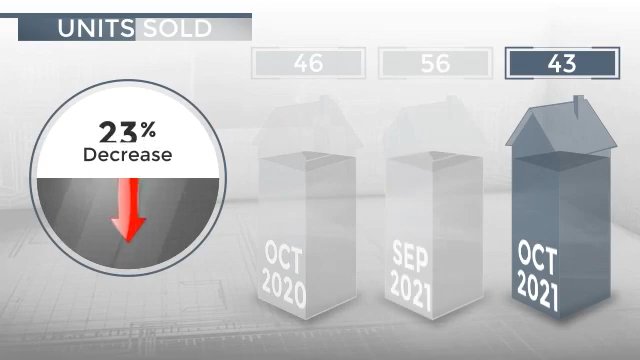 UNITS SOLD
46
56
43
23%
Decrease
OCT
2020
SEP
2021
OCT
2021